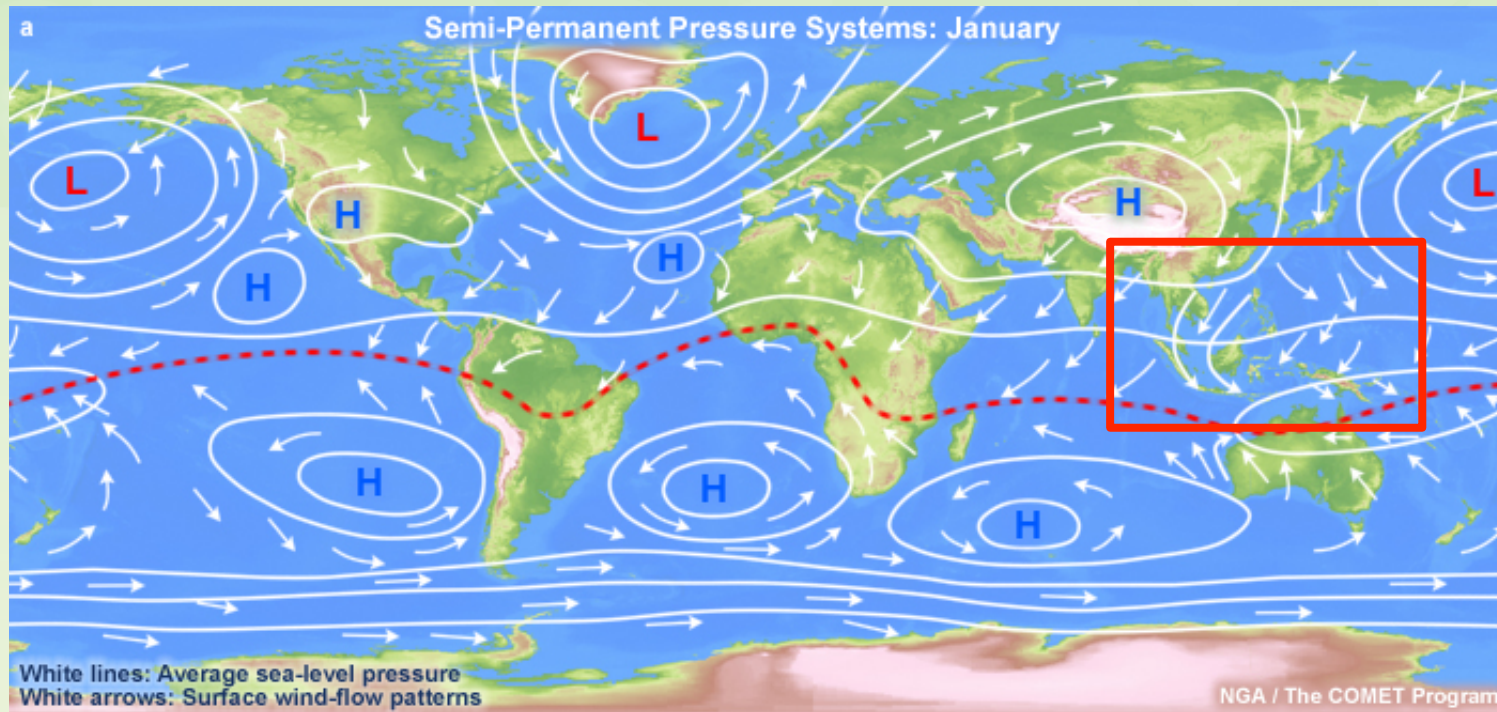 a
Semi-Permanent Pressure Systems: January
L
L
L
H
H
H
H
H
H
H
White lines: Average sea-level pressure
White arrows: Surface wind-flow patterns
NGA / The COMET Program